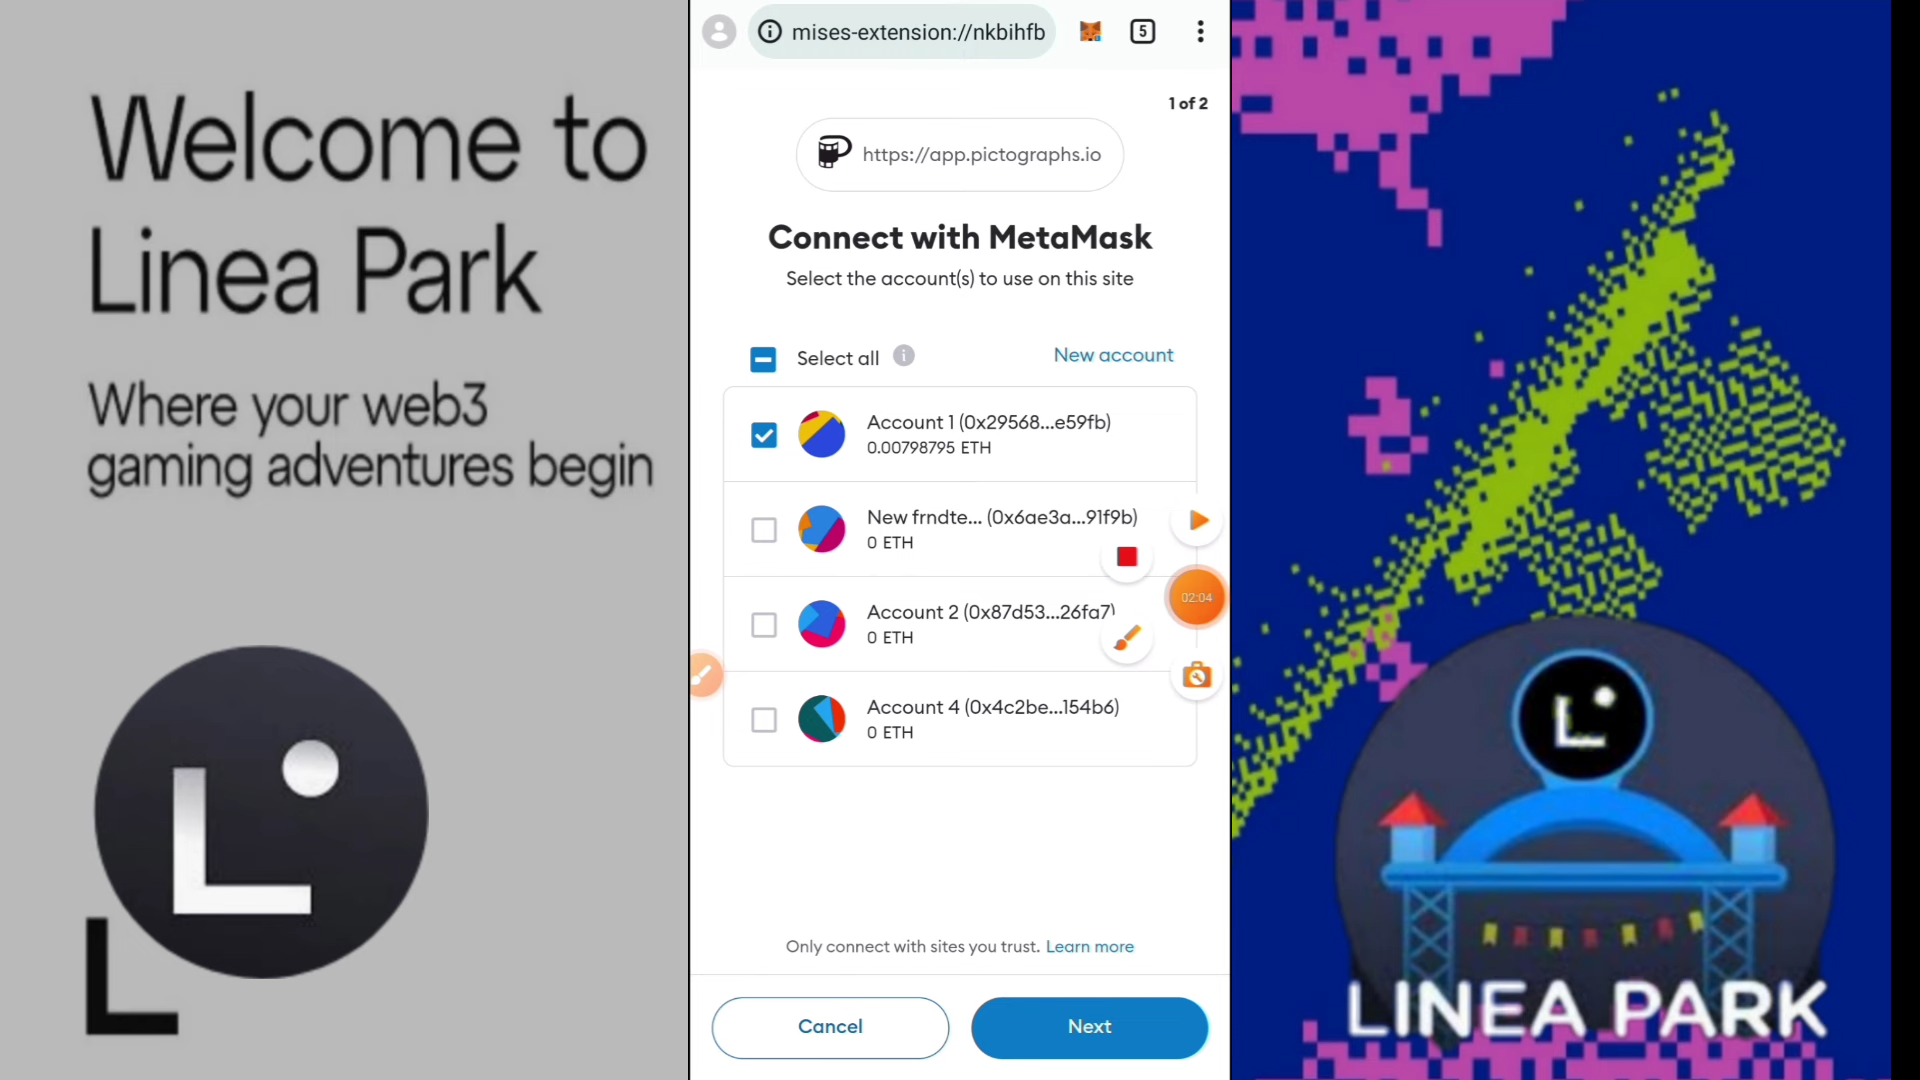 Welcome to
Linea Park
Where your web3
gaming adventures begin
mises-extension://nkbihfb
5
1 of 2
https://app.pictographs.io
Connect with MetaMask
Select the account(s) to use on this site
Select all
New account
Account 1 (0x29568...e59fb)
0.00798795 ETH
New frndte... (0x6ae3a...91f9b)
0 ETH
02:04
Account 2 (0x87d53...26fa7)
0 ETH
Account 4 (0x4c2be...154b6)
0 ETH
Only connect with sites you trust. Learn more
Cancel
Next
LINEA PARK